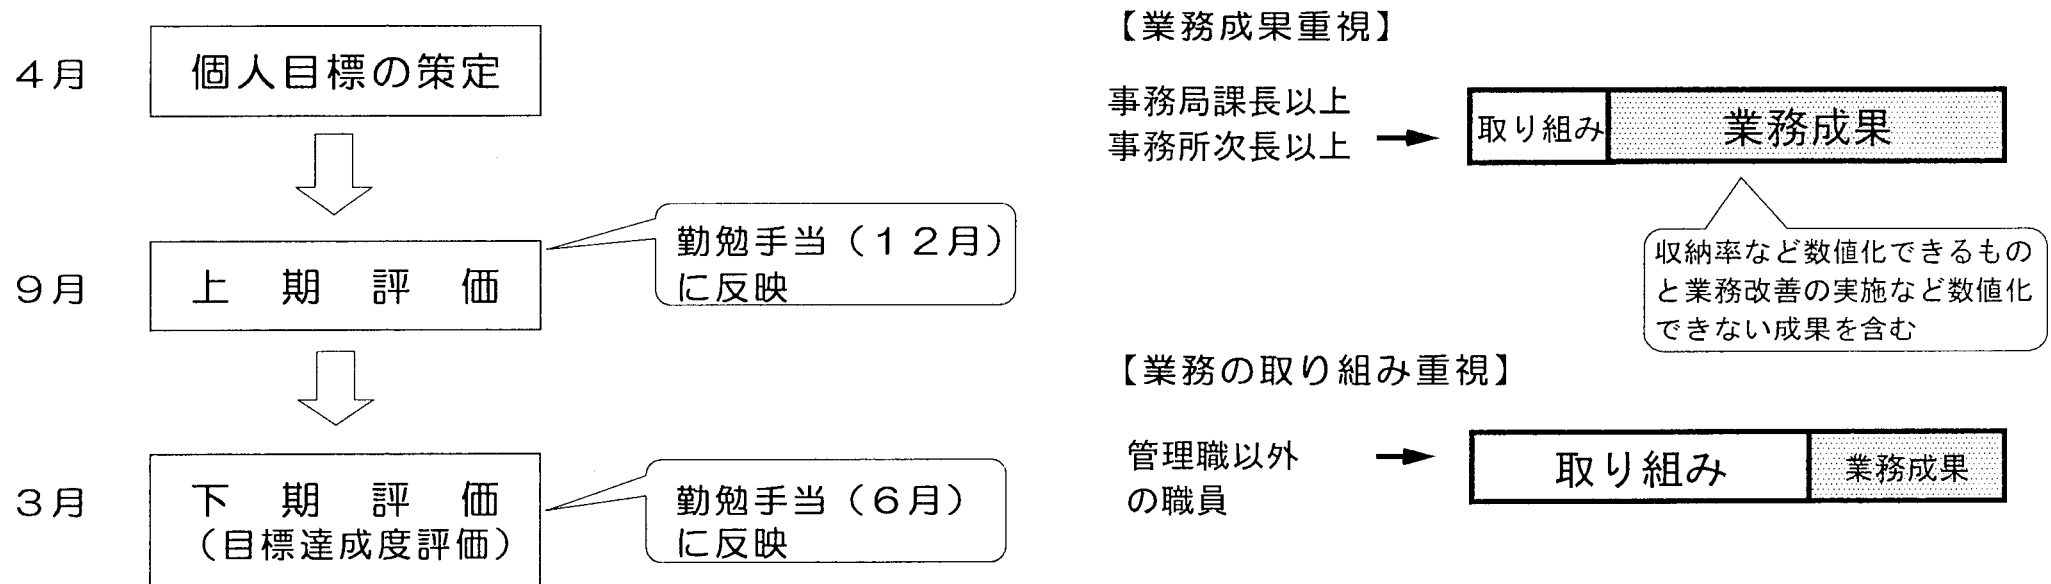 4月
個人目標の策定
9月
上　期　評　価
勤勉手当（12月）
に反映
3月
下　期　評　価
（目標達成度評価）
勤勉手当（6月）
に反映
【業務成果重視】
事務局課長以上
事務所次長以上
取り組み
業務成果
収納率など数値化できるもの
と業務改善の実施など数値化
できない成果を含む
【業務の取り組み重視】
管理職以外
の職員
取り組み
業務成果